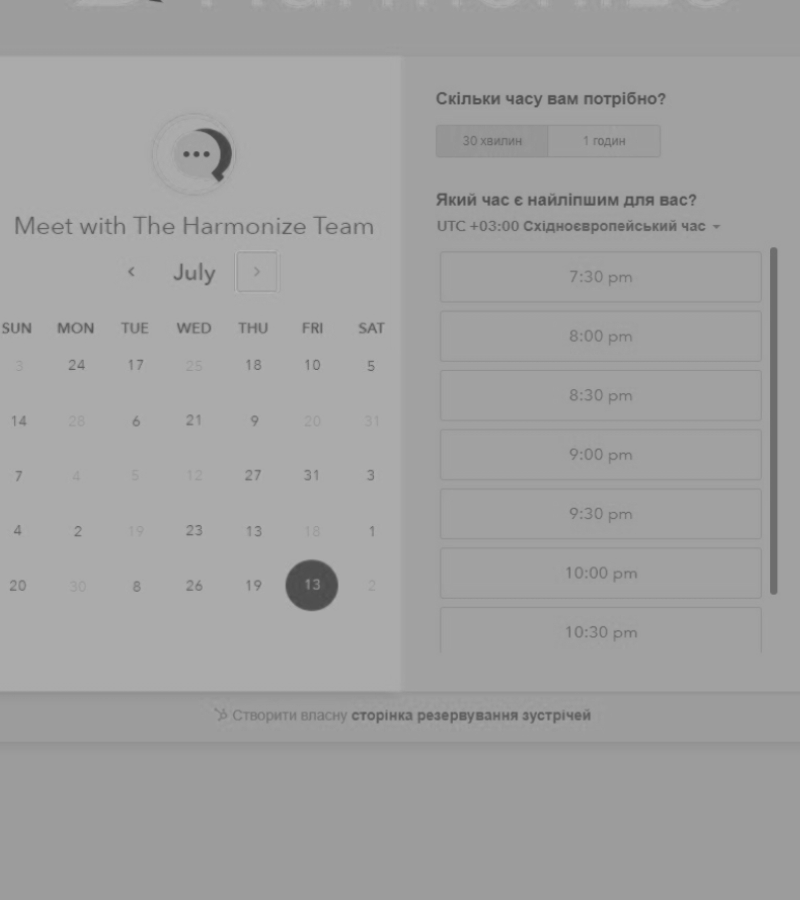 Harmonize
Meet with The Harmonize Team
July
SUN MON TUE WED THU FRI SAT
3 24 17 25 18 10 5
14 28 6 21 9 20 31
7 4 5 12 27 31 3
4 2 19 23 13 18 1
20 30 8 26 19 13 2
Скільки часу вам потрібно?
30 хвилин 1 годин
Який час є найліпшим для вас?
UTC +03:00 Східноєвропейський час
7:30 pm
8:00 pm
8:30 pm
9:00 pm
9:30 pm
10:00 pm
10:30 pm
Створити власну сторінка резервування зустрічей